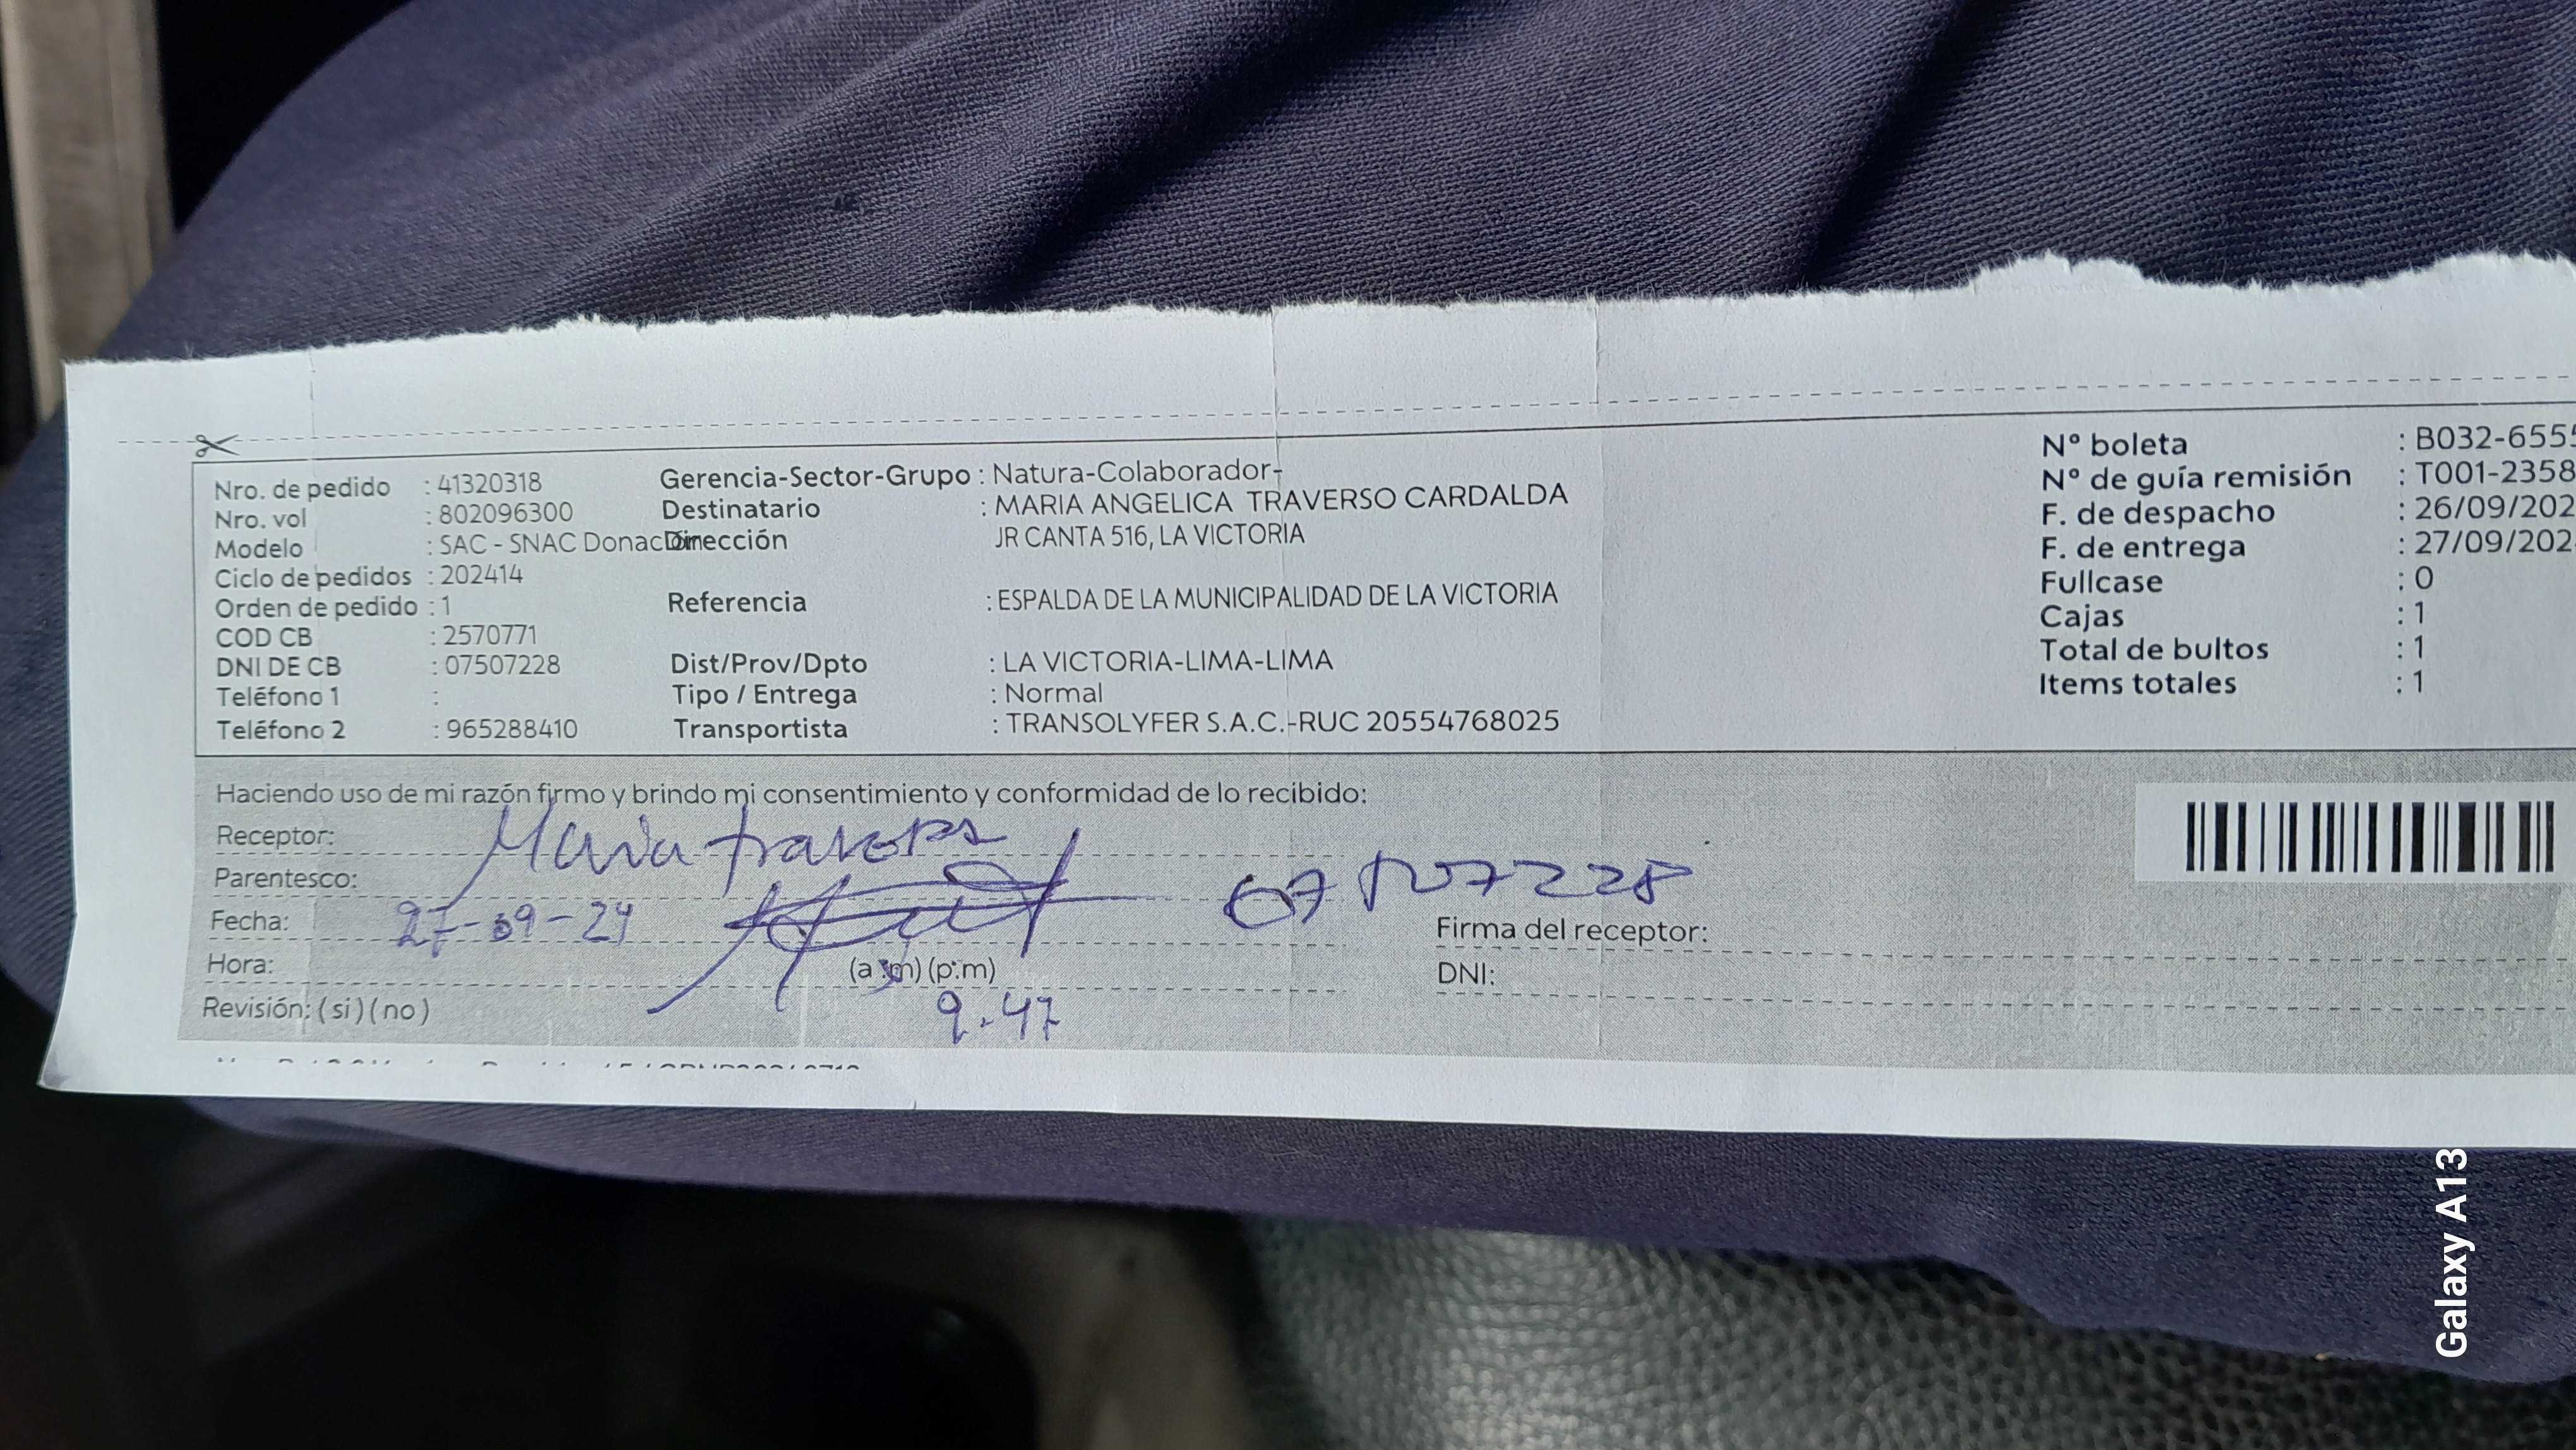 Nro. de pedido : 41320318
Nro. vol : 802096300
Modelo : SAC - SNAC Donación
Ciclo de pedidos : 202414
Orden de pedido : 1
COD CB : 2570771
DNI DE CB : 07507228
Teléfono 1 :
Teléfono 2 : 965288410
Gerencia-Sector-Grupo : Natura-Colaborador-
Destinatario : MARIA ANGELICA TRAVERSO CARDALDA
Dirección JR CANTA 516, LA VICTORIA
Referencia : ESPALDA DE LA MUNICIPALIDAD DE LA VICTORIA
Dist/Prov/Dpto : LA VICTORIA-LIMA-LIMA
Tipo / Entrega : Normal
Transportista : TRANSOLYFER S.A.C.-RUC 20554768025
Nº boleta : B032-655
Nº de guía remisión : T001-2358
F. de despacho : 26/09/202
F. de entrega : 27/09/202
Fullcase : 0
Cajas : 1
Total de bultos : 1
Items totales : 1
Haciendo uso de mi razón firmo y brindo mi consentimiento y conformidad de lo recibido:
Receptor: Maria Traverso
Parentesco:
07507228
Fecha: 27-09-24
Firma del receptor:
Hora: (a.m) (p.m)
DNI:
Revisión: ( si ) ( no ) 9.47
Galaxy A13